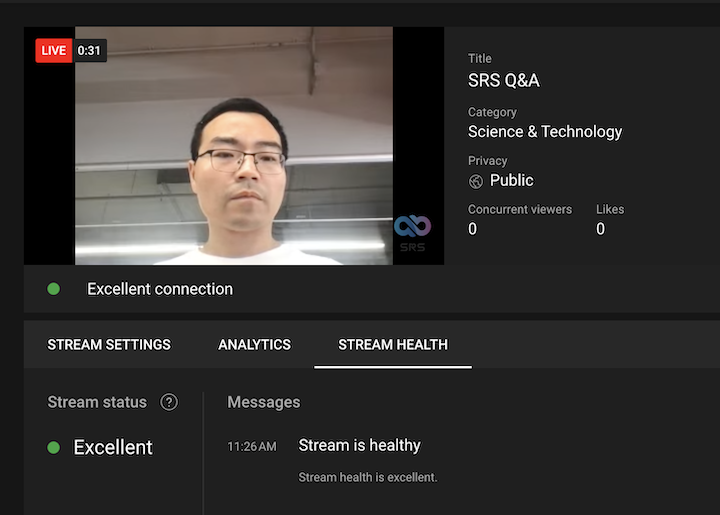 LIVE 0:31
Title
SRS Q&A
Category
Science & Technology
Privacy
Public
Concurrent viewers Likes
0 0
SRS
Excellent connection
STREAM SETTINGS ANALYTICS STREAM HEALTH
Stream status ? Messages
Excellent 11:26 AM Stream is healthy
Stream health is excellent.